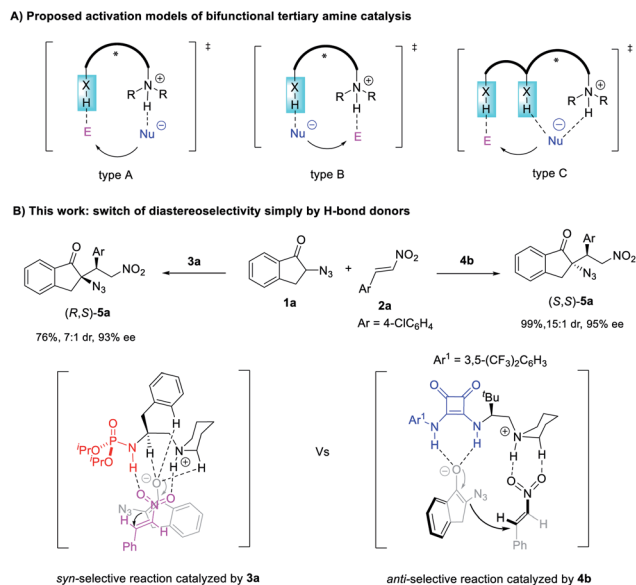 A) Proposed activation models of bifunctional tertiary amine catalysis
* ‡ * ‡ * ‡
X H R N R H ⊕
X H R N R H ⊕
X H X H R N R H ⊕
E Nu ⊖
Nu ⊖ E
E Nu ⊖
type A type B type C
B) This work: switch of diastereoselectivity simply by H-bond donors
O Ar NO2 N3
3a
O N3 + NO2 Ar
4b
O Ar NO2 N3
(R,S)-5a
1a 2a
(S,S)-5a
Ar = 4-ClC6H4
76%, 7:1 dr, 93% ee
99%,15:1 dr, 95% ee
Ar1 = 3,5-(CF3)2C6H3
O iPrO P iPrO N H H H N H ⊕ H
⊖ O O N O N3 H H Ph
Vs
O O tBu Ar1 N H N H N H ⊕ H
⊖ O N3 O N O H H Ph
syn-selective reaction catalyzed by 3a
anti-selective reaction catalyzed by 4b